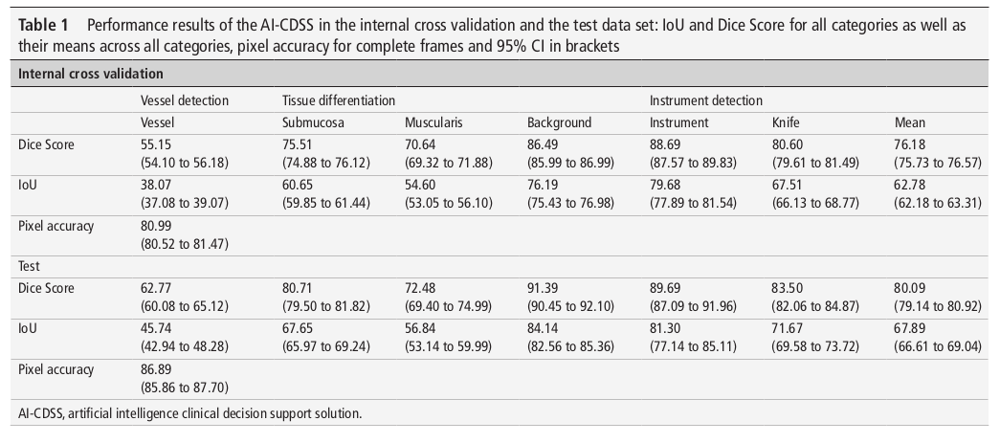 Table 1 Performance results of the AI-CDSS in the internal cross validation and the test data set: IoU and Dice Score for all categories as well as
their means across all categories, pixel accuracy for complete frames and 95% CI in brackets
Internal cross validation
Vessel detection Tissue differentiation Instrument detection
Vessel Submucosa Muscularis Background Instrument Knife Mean
Dice Score 55.15 75.51 70.64 86.49 88.69 80.60 76.18
(54.10 to 56.18) (74.88 to 76.12) (69.32 to 71.88) (85.99 to 86.99) (87.57 to 89.83) (79.61 to 81.49) (75.73 to 76.57)
IoU 38.07 60.65 54.60 76.19 79.68 67.51 62.78
(37.08 to 39.07) (59.85 to 61.44) (53.05 to 56.10) (75.43 to 76.98) (77.89 to 81.54) (66.13 to 68.77) (62.18 to 63.31)
Pixel accuracy 80.99
(80.52 to 81.47)
Test
Dice Score 62.77 80.71 72.48 91.39 89.69 83.50 80.09
(60.08 to 65.12) (79.50 to 81.82) (69.40 to 74.99) (90.45 to 92.10) (87.09 to 91.96) (82.06 to 84.87) (79.14 to 80.92)
IoU 45.74 67.65 56.84 84.14 81.30 71.67 67.89
(42.94 to 48.28) (65.97 to 69.24) (53.14 to 59.99) (82.56 to 85.36) (77.14 to 85.11) (69.58 to 73.72) (66.61 to 69.04)
Pixel accuracy 86.89
(85.86 to 87.70)
AI-CDSS, artificial intelligence clinical decision support solution.